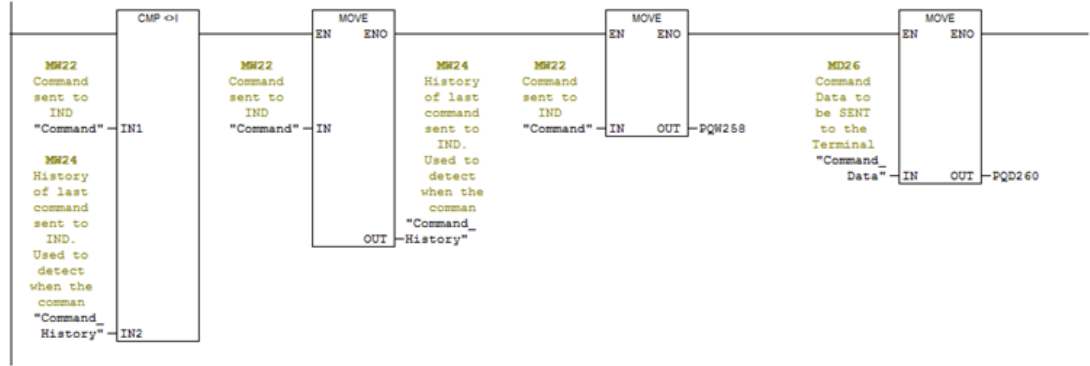 CMP <>I
MW22
Command
sent to
IND
"Command"
IN1
MW24
History
of last
command
sent to
IND.
Used to
detect
when the
comman
"Command_
History"
IN2
MOVE
EN ENO
MW22
Command
sent to
IND
"Command"
IN
MW24
History
of last
command
sent to
IND.
Used to
detect
when the
comman
"Command_
OUT
History"
MOVE
EN ENO
MW22
Command
sent to
IND
"Command"
IN OUT
PQW258
MOVE
EN ENO
MD26
Command
Data to
be SENT
to the
Terminal
"Command_
Data"
IN OUT
PQD260